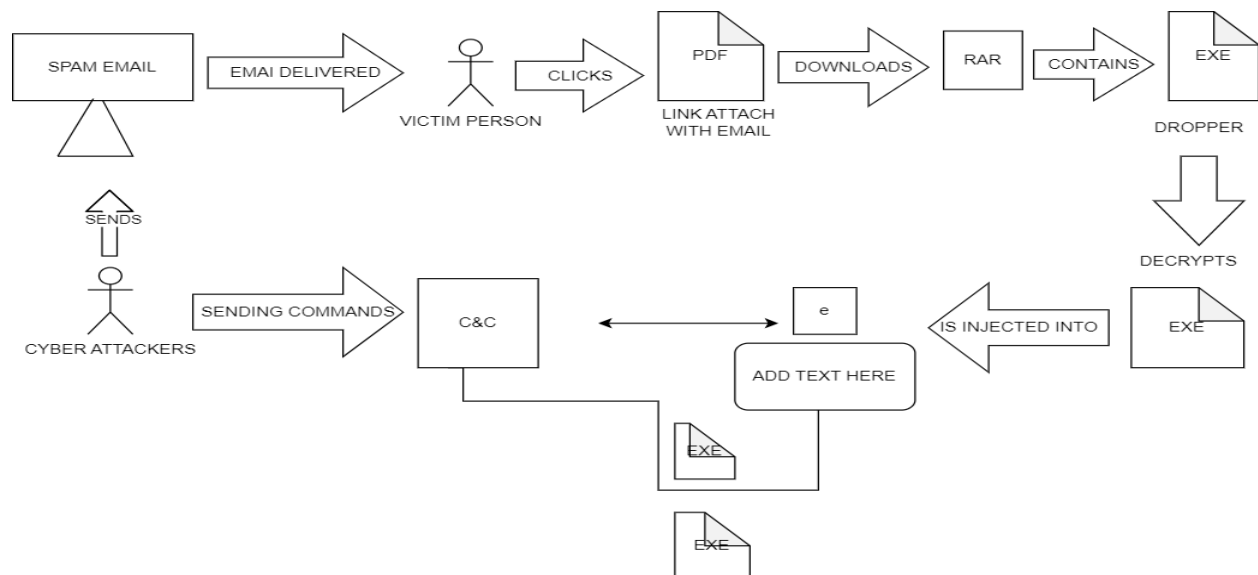 SPAM EMAIL
EMAI DELIVERED
VICTIM PERSON
CLICKS
PDF
LINK ATTACH
WITH EMAIL
DOWNLOADS
RAR
CONTAINS
EXE
DROPPER
DECRYPTS
EXE
IS INJECTED INTO
e
ADD TEXT HERE
C&C
SENDING COMMANDS
SENDS
CYBER ATTACKERS
EXE
EXE